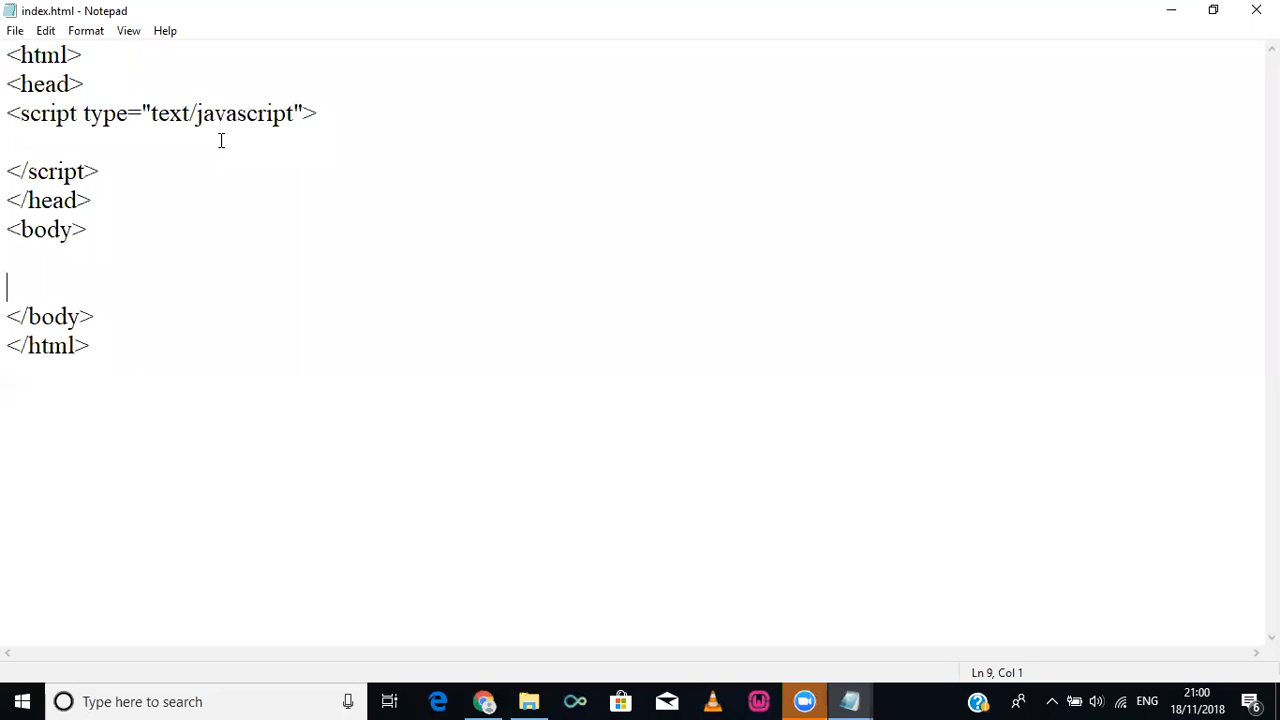 index.html - Notepad
File Edit Format View Help
<html>
<head>
<script type="text/javascript">
</script>
</head>
<body>
</body>
</html>
Ln 9, Col 1
Type here to search
ENG
21:00
18/11/2018
6